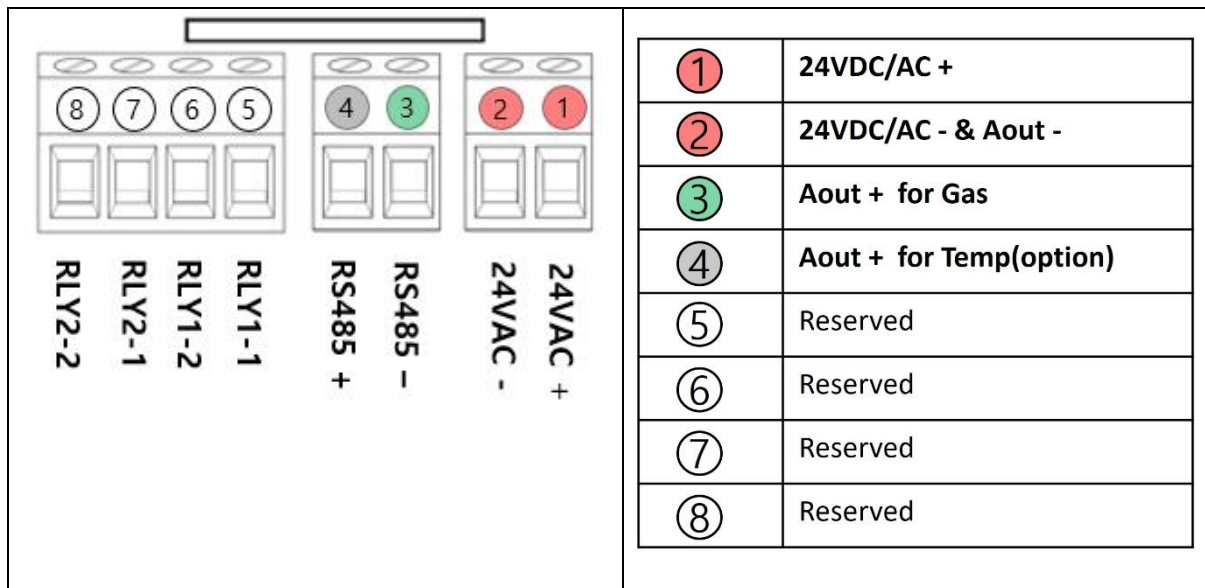 8 7 6 5 4 3 2 1
RLY2-2
RLY2-1
RLY1-2
RLY1-1
RS485 +
RS485 –
24VAC -
24VAC +
1 24VDC/AC +
2 24VDC/AC - & Aout -
3 Aout + for Gas
4 Aout + for Temp(option)
5 Reserved
6 Reserved
7 Reserved
8 Reserved